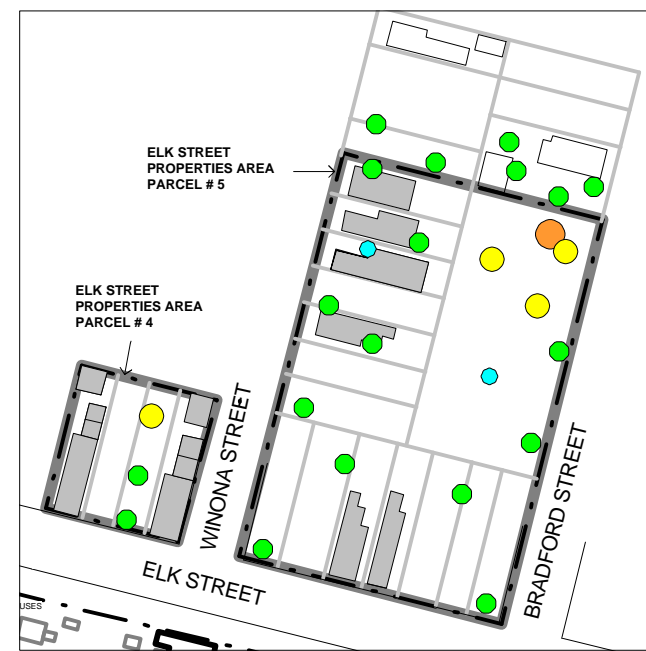 ELK STREET
PROPERTIES AREA
PARCEL # 5
ELK STREET
PROPERTIES AREA
PARCEL # 4
WINONA STREET
BRADFORD STREET
ELK STREET
USES